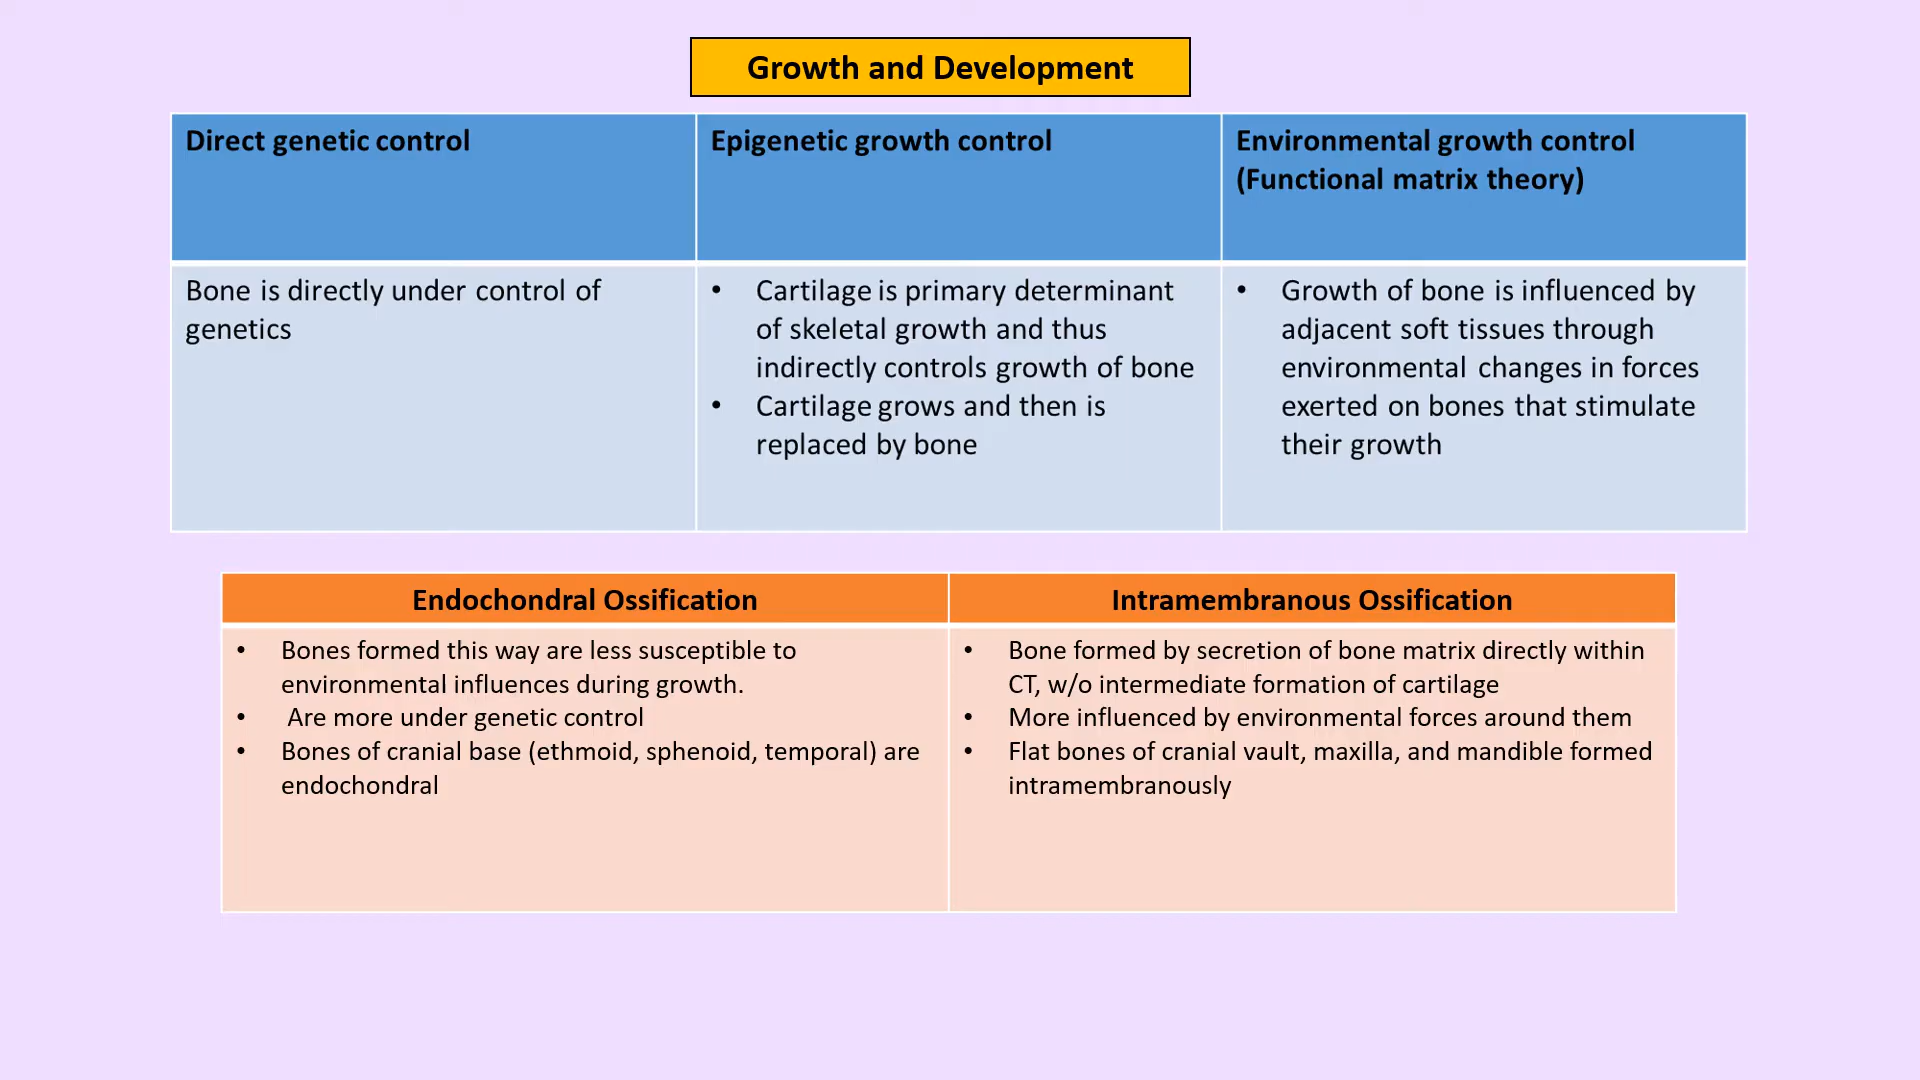 Growth and Development
Direct genetic control
Epigenetic growth control
Environmental growth control
(Functional matrix theory)
Bone is directly under control of
genetics
• Cartilage is primary determinant
of skeletal growth and thus
indirectly controls growth of bone
• Cartilage grows and then is
replaced by bone
• Growth of bone is influenced by
adjacent soft tissues through
environmental changes in forces
exerted on bones that stimulate
their growth
Endochondral Ossification
Intramembranous Ossification
• Bones formed this way are less susceptible to
environmental influences during growth.
• Are more under genetic control
• Bones of cranial base (ethmoid, sphenoid, temporal) are
endochondral
• Bone formed by secretion of bone matrix directly within
CT, w/o intermediate formation of cartilage
• More influenced by environmental forces around them
• Flat bones of cranial vault, maxilla, and mandible formed
intramembranously